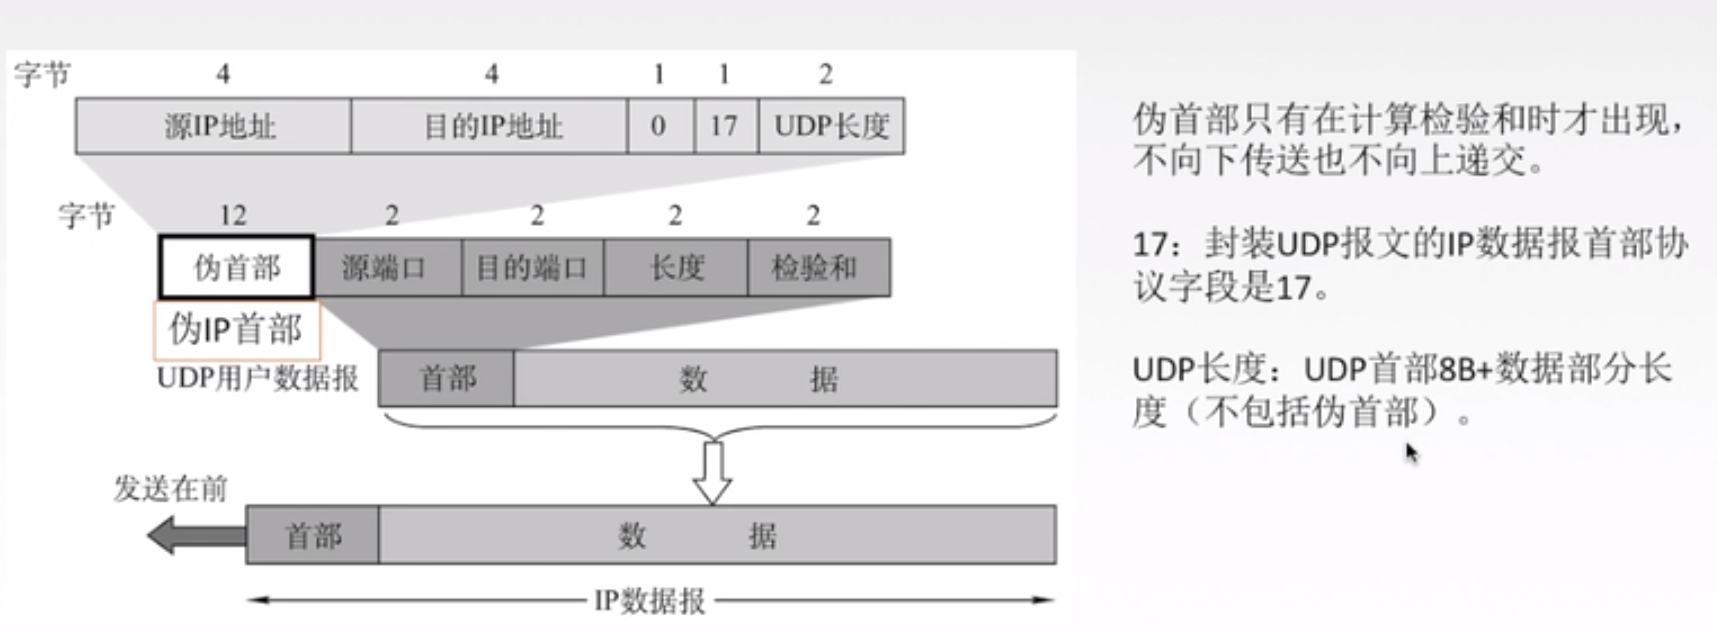 字节 4 4 1 1 2
源IP地址 目的IP地址 0 17 UDP长度
字节 12 2 2 2 2
伪首部 源端口 目的端口 长度 检验和
伪IP首部
UDP用户数据报 首部 数 据
发送在前
首部 数 据
IP数据报
伪首部只有在计算检验和时才出现，
不向下传送也不向上递交。
17：封装UDP报文的IP数据报首部协
议字段是17。
UDP长度：UDP首部8B+数据部分长
度（不包括伪首部）。